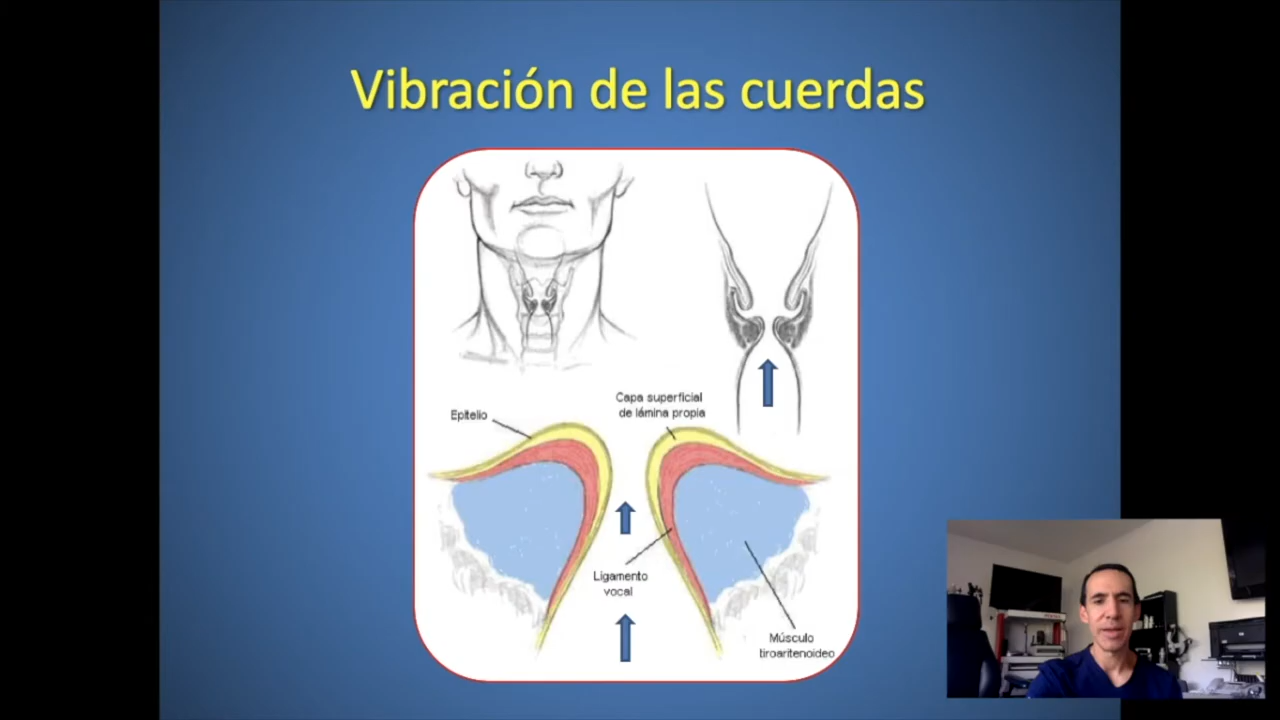 Vibración de las cuerdas
Capa superficial
de lámina propia
Epitelio
Ligamento
vocal
Músculo
tiroaritenoideo